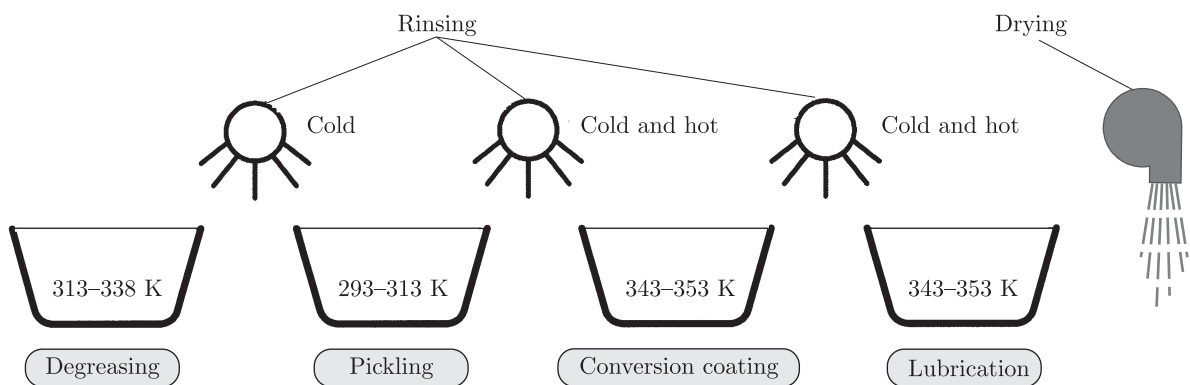 Rinsing
Drying
Cold
Cold and hot
Cold and hot
313–338 K
293–313 K
343–353 K
343–353 K
Degreasing
Pickling
Conversion coating
Lubrication